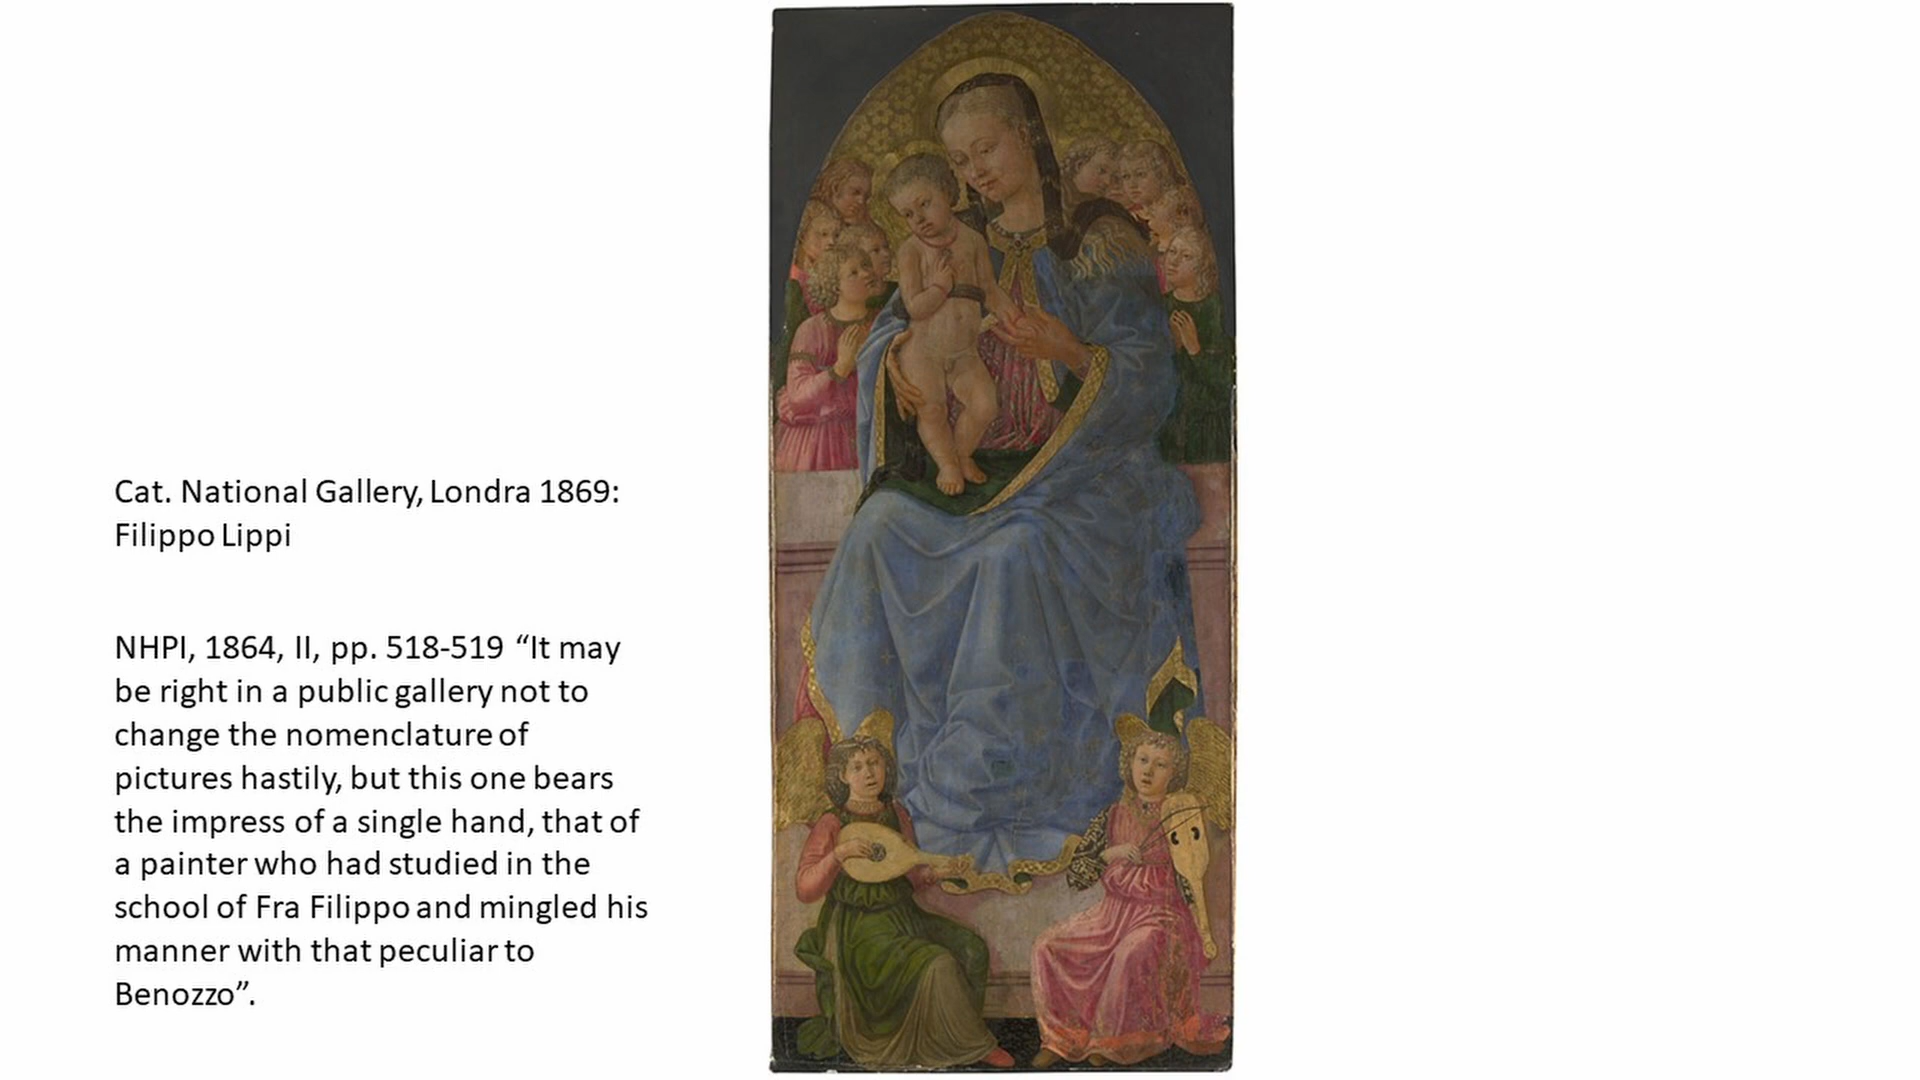 Cat. National Gallery, Londra 1869:
Filippo Lippi
NHPI, 1864, II, pp. 518-519 “It may
be right in a public gallery not to
change the nomenclature of
pictures hastily, but this one bears
the impress of a single hand, that of
a painter who had studied in the
school of Fra Filippo and mingled his
manner with that peculiar to
Benozzo”.